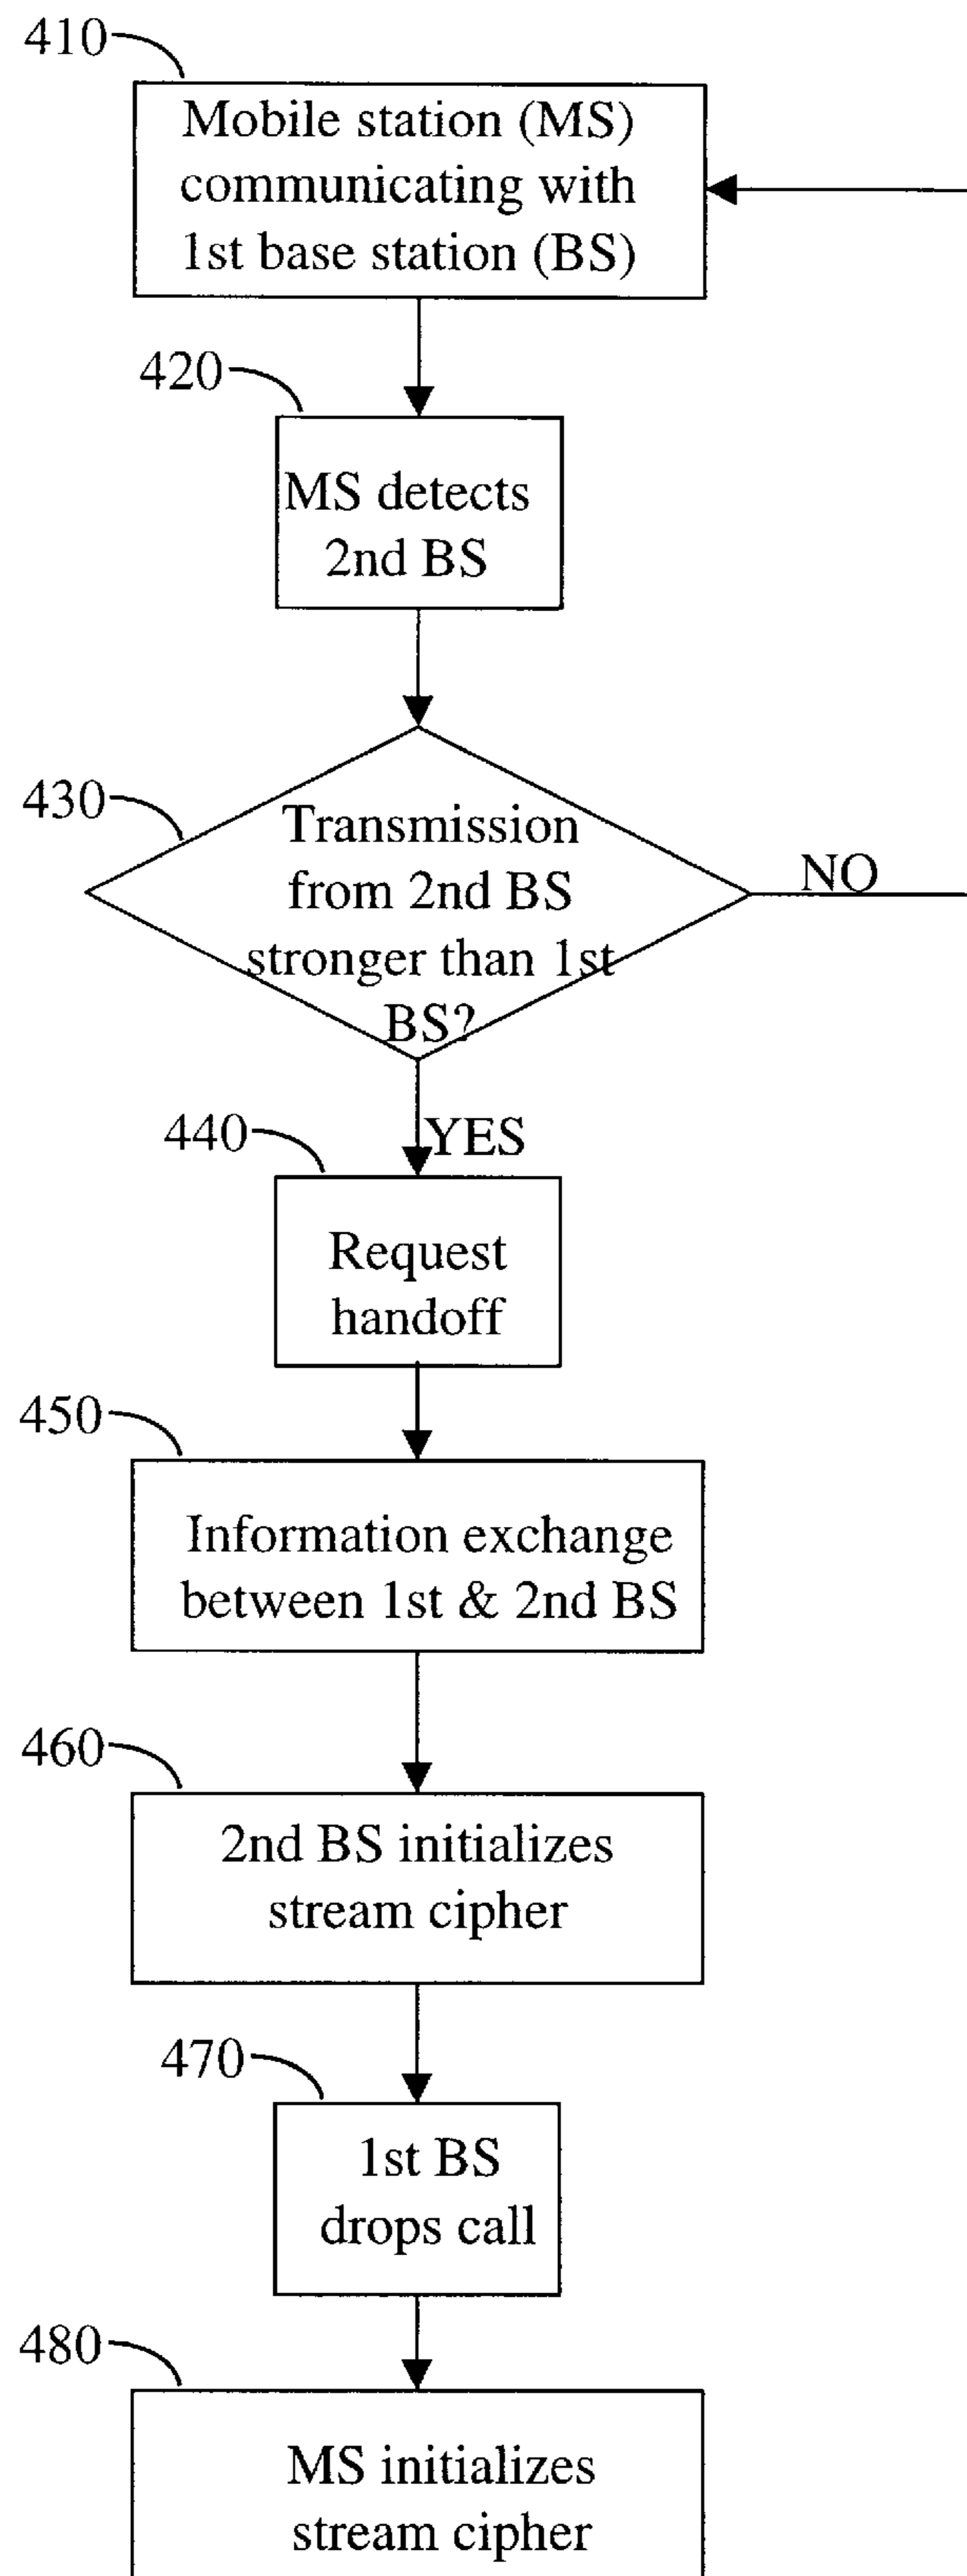 410
Mobile station (MS)
communicating with
1st base station (BS)
420
MS detects
2nd BS
430
Transmission
from 2nd BS
stronger than 1st
BS?
NO
YES
440
Request
handoff
450
Information exchange
between 1st & 2nd BS
460
2nd BS initializes
stream cipher
470
1st BS
drops call
480
MS initializes
stream cipher